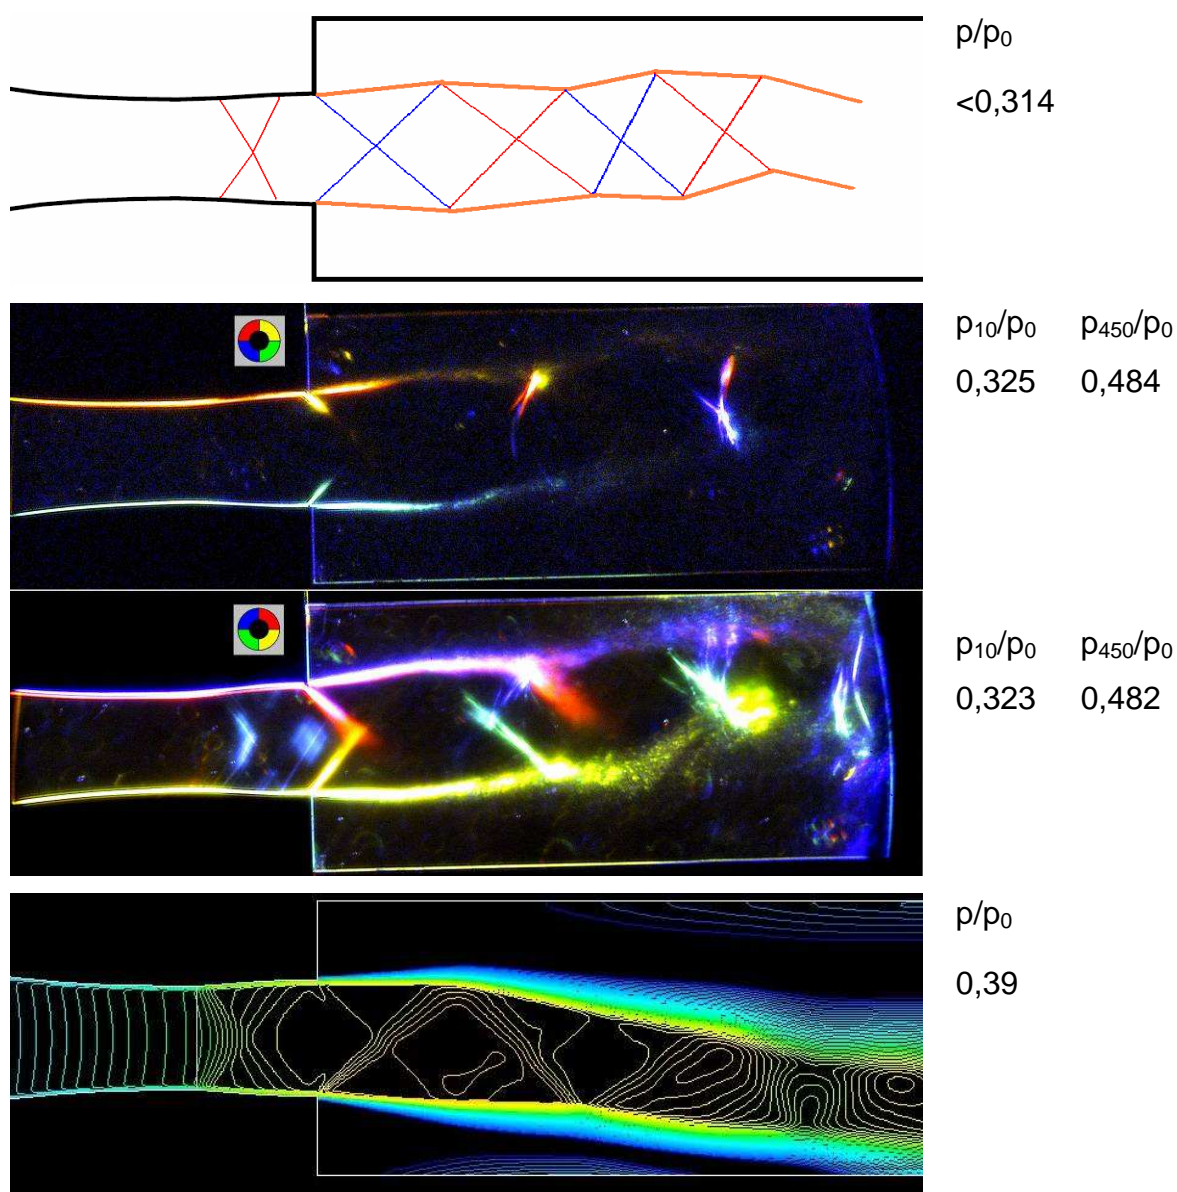 p/p₀
<0,314
p₁₀/p₀ p₄₅₀/p₀
0,325 0,484
p₁₀/p₀ p₄₅₀/p₀
0,323 0,482
p/p₀
0,39